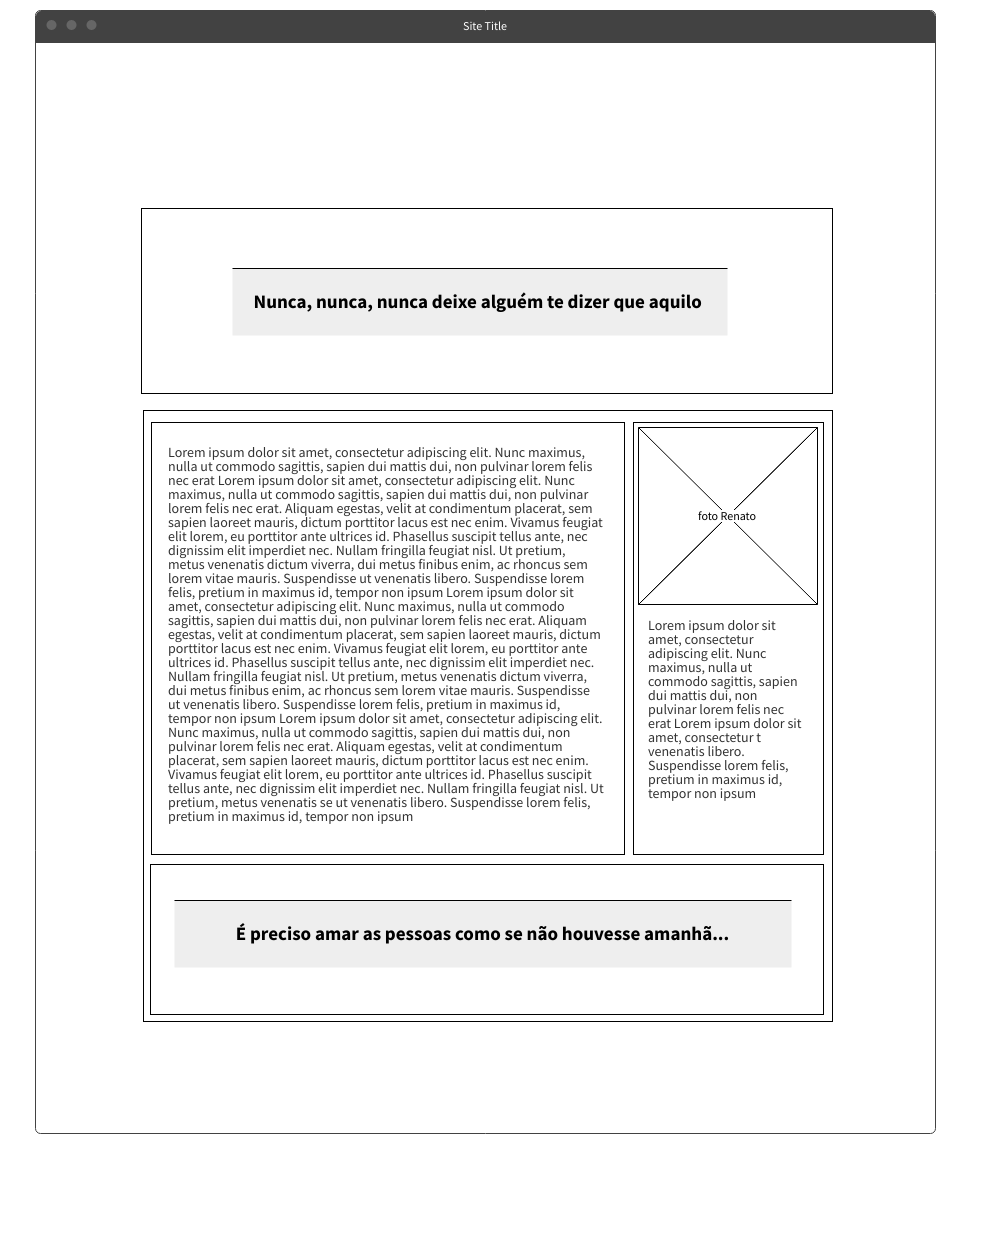 Site Title
Nunca, nunca, nunca deixe alguém te dizer que aquilo
Lorem ipsum dolor sit amet, consectetur adipiscing elit. Nunc maximus,
nulla ut commodo sagittis, sapien dui mattis dui, non pulvinar lorem felis
nec erat Lorem ipsum dolor sit amet, consectetur adipiscing elit. Nunc
maximus, nulla ut commodo sagittis, sapien dui mattis dui, non pulvinar
lorem felis nec erat. Aliquam egestas, velit at condimentum placerat, sem
sapien laoreet mauris, dictum porttitor lacus est nec enim. Vivamus feugiat
elit lorem, eu porttitor ante ultrices id. Phasellus suscipit tellus ante, nec
dignissim elit imperdiet nec. Nullam fringilla feugiat nisl. Ut pretium,
metus venenatis dictum viverra, dui metus finibus enim, ac rhoncus sem
lorem vitae mauris. Suspendisse ut venenatis libero. Suspendisse lorem
felis, pretium in maximus id, tempor non ipsum Lorem ipsum dolor sit
amet, consectetur adipiscing elit. Nunc maximus, nulla ut commodo
sagittis, sapien dui mattis dui, non pulvinar lorem felis nec erat. Aliquam
egestas, velit at condimentum placerat, sem sapien laoreet mauris, dictum
porttitor lacus est nec enim. Vivamus feugiat elit lorem, eu porttitor ante
ultrices id. Phasellus suscipit tellus ante, nec dignissim elit imperdiet nec.
Nullam fringilla feugiat nisl. Ut pretium, metus venenatis dictum viverra,
dui metus finibus enim, ac rhoncus sem lorem vitae mauris. Suspendisse
ut venenatis libero. Suspendisse lorem felis, pretium in maximus id,
tempor non ipsum Lorem ipsum dolor sit amet, consectetur adipiscing elit.
Nunc maximus, nulla ut commodo sagittis, sapien dui mattis dui, non
pulvinar lorem felis nec erat. Aliquam egestas, velit at condimentum
placerat, sem sapien laoreet mauris, dictum porttitor lacus est nec enim.
Vivamus feugiat elit lorem, eu porttitor ante ultrices id. Phasellus suscipit
tellus ante, nec dignissim elit imperdiet nec. Nullam fringilla feugiat nisl. Ut
pretium, metus venenatis se ut venenatis libero. Suspendisse lorem felis,
pretium in maximus id, tempor non ipsum
foto Renato
Lorem ipsum dolor sit
amet, consectetur
adipiscing elit. Nunc
maximus, nulla ut
commodo sagittis, sapien
dui mattis dui, non
pulvinar lorem felis nec
erat Lorem ipsum dolor sit
amet, consectetur t
venenatis libero.
Suspendisse lorem felis,
pretium in maximus id,
tempor non ipsum
É preciso amar as pessoas como se não houvesse amanhã...